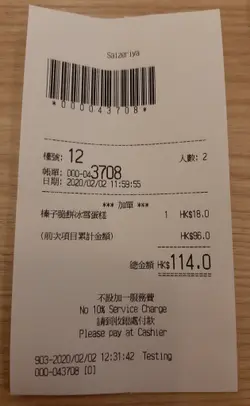 Saizeriya
*000043708*
檯號: 12 人數: 2
帳單: 000-043708
日期: 2020/02/02 11:59:55
*** 加單 ***
榛子脆餅冰雪蛋糕 1 HK$18.0
(前次項目累計金額) HK$96.0
總金額 HK$114.0
不設加一服務費
No 10% Service Charge
請到收銀處付款
Please pay at Cashier
903-2020/02/02 12:31:42 Testing
000-043708 [0]